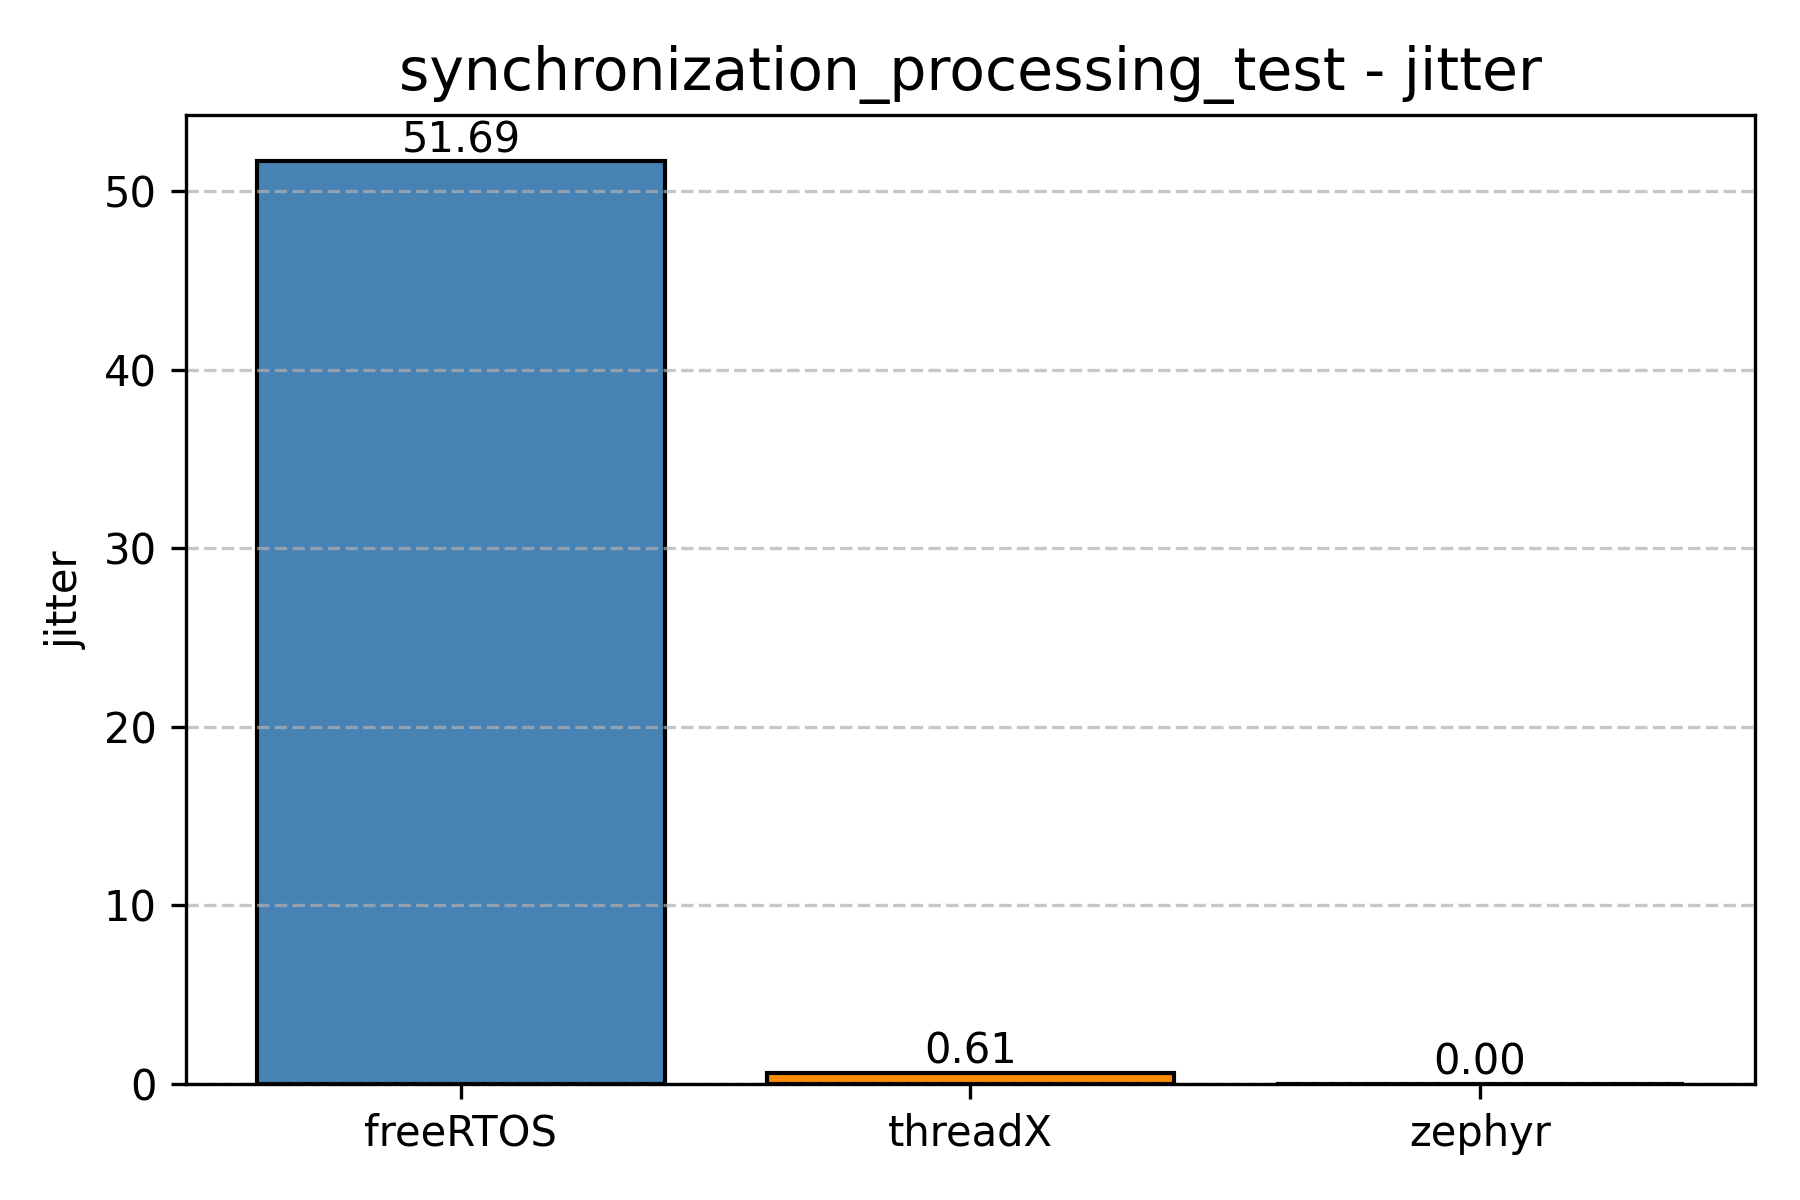 synchronization_processing_test - jitter
51.69
50
40
30
20
10
0
jitter
0.61
0.00
freeRTOS
threadX
zephyr